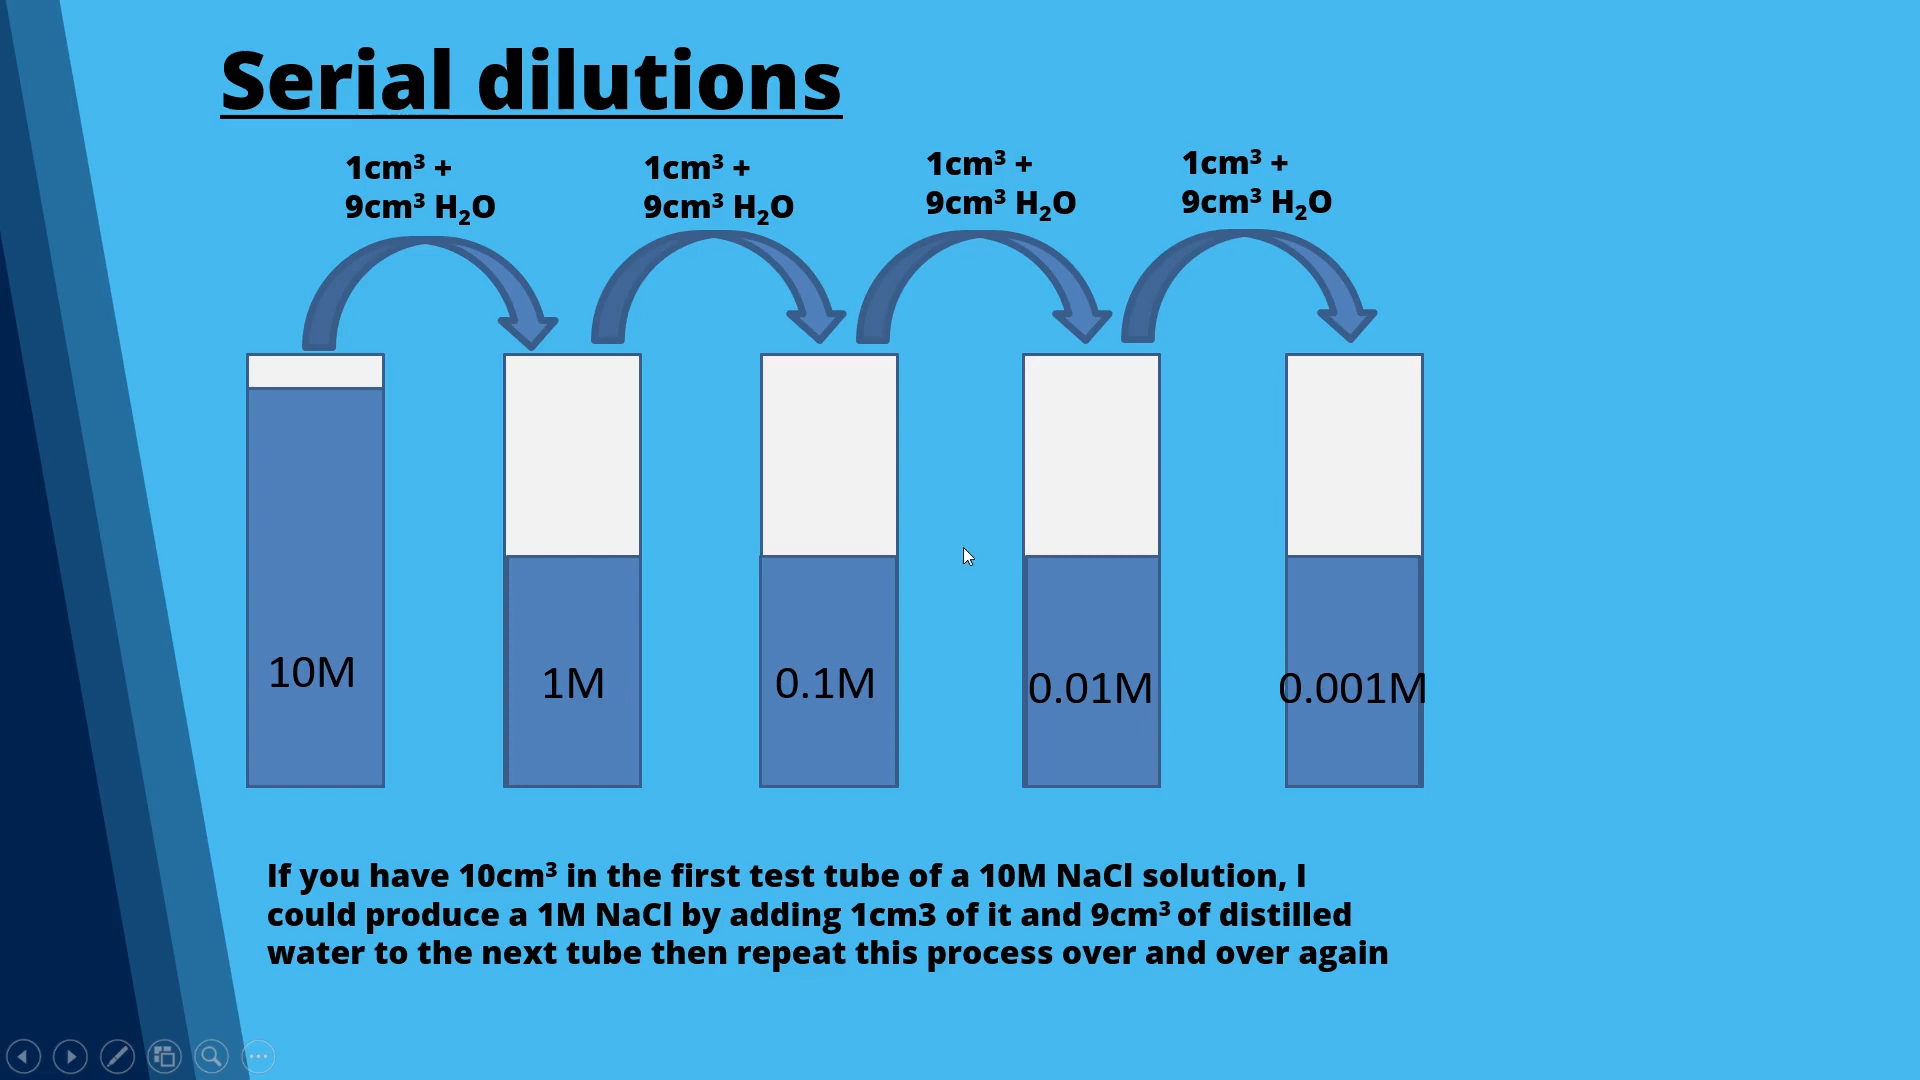 Serial dilutions
1cm³ +
9cm³ H₂O
1cm³ +
9cm³ H₂O
1cm³ +
9cm³ H₂O
1cm³ +
9cm³ H₂O
10M
1M
0.1M
0.01M
0.001M
If you have 10cm³ in the first test tube of a 10M NaCl solution, I
could produce a 1M NaCl by adding 1cm3 of it and 9cm³ of distilled
water to the next tube then repeat this process over and over again